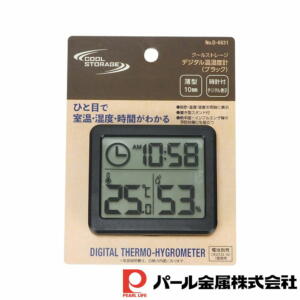 No.D-6631
COOL STORAGE
クールストレージ
デジタル温湿度計
(ブラック)
薄型
10mm
時計付
デジタル表示
ひと目で
室温・湿度・時間がわかる
AM 10:58
25.0℃ 53%
DIGITAL THERMO-HYGROMETER
PEARL LIFE
パール金属株式会社